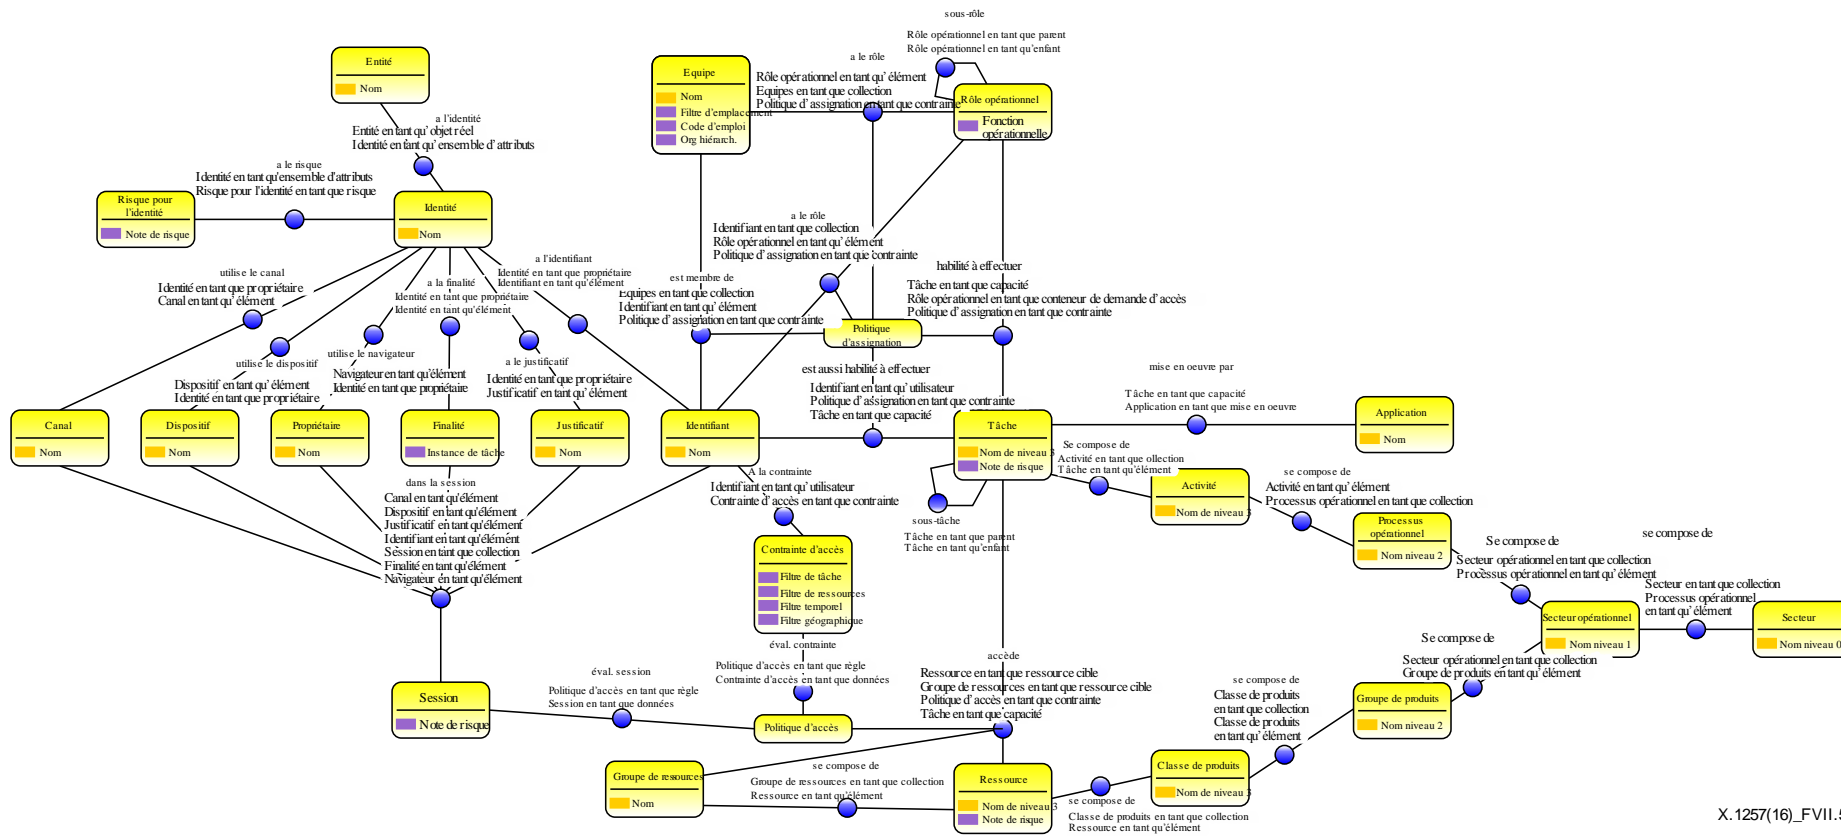 sous-rôle
Rôle opérationnel en tant que parent
Rôle opérationnel en tant qu'enfant
Entité
Nom
Equipe
Nom
Filtre d'emplacement
Code d'emploi
Org hiérarch.
a le rôle
Rôle opérationnel en tant qu'élément
Equipes en tant que collection
Politique d'assignation en tant que contrainte
Rôle opérationnel
Fonction
opérationnelle
a l'identité
Entité en tant qu'objet réel
Identité en tant qu'ensemble d'attributs
a le risque
Identité en tant qu'ensemble d'attributs
Risque pour l'identité en tant que risque
Risque pour
l'identité
Note de risque
Identité
Nom
a le rôle
Identifiant en tant que collection
Rôle opérationnel en tant qu'élément
Politique d'assignation en tant que contrainte
utilise le canal
Identité en tant que propriétaire
Canal en tant qu'élément
a la finalité
Identité en tant que propriétaire
Identité en tant qu'élément
a l'identifiant
Identité en tant que propriétaire
Identifiant en tant qu'élément
est membre de
Equipes en tant que collection
Identifiant en tant qu'élément
Politique d'assignation en tant que contrainte
habilité à effectuer
Tâche en tant que capacité
Rôle opérationnel en tant que conteneur de demande d'accès
Politique d'assignation en tant que contrainte
Politique
d'assignation
utilise le dispositif
Dispositif en tant qu'élément
Identité en tant que propriétaire
utilise le navigateur
Navigateur en tant qu'élément
Identité en tant que propriétaire
a le justificatif
Identité en tant que propriétaire
Justificatif en tant qu'élément
est aussi habilité à effectuer
Identifiant en tant qu'utilisateur
Politique d'assignation en tant que contrainte
Tâche en tant que capacité
mise en oeuvre par
Tâche en tant que capacité
Application en tant que mise en oeuvre
Canal
Nom
Dispositif
Nom
Propriétaire
Nom
Finalité
Instance de tâche
Justificatif
Nom
Identifiant
Nom
Tâche
Nom de niveau 3
Note de risque
Application
Nom
Se compose de
Activité en tant ollection
Tâche en tant qu'élément
Activité
Nom de niveau 3
se compose de
Activité en tant qu'élément
Processus opérationnel en tant que collection
dans la session
Canal en tant qu'élément
Dispositif en tant qu'élément
Justificatif en tant qu'élément
Identifiant en tant qu'élément
Session en tant que collection
Finalité en tant qu'élément
Navigateur en tant qu'élément
A la contrainte
Identifiant en tant qu'utilisateur
Contrainte d'accès en tant que contrainte
sous-tâche
Tâche en tant que parent
Tâche en tant qu'enfant
Processus
opérationnel
Nom niveau 2
Contrainte d'accès
Filtre de tâche
Filtre de ressources
Filtre temporel
Filtre géographique
Se compose de
Secteur opérationnel en tant que collection
Processus opérationnel en tant qu'élément
se compose de
Secteur en tant que collection
Processus opérationnel
en tant qu'élément
Secteur opérationnel
Nom niveau 1
Secteur
Nom niveau 0
Se compose de
Secteur opérationnel en tant que collection
Groupe de produits en tant qu'élément
éval. contrainte
Politique d'accès en tant que règle
Contrainte d'accès en tant que données
éval. session
Politique d'accès en tant que règle
Session en tant que données
accède
Ressource en tant que ressource cible
Groupe de ressources en tant que ressource cible
Politique d'accès en tant que contrainte
Tâche en tant que capacité
se compose de
Classe de produits
en tant que collection
Classe de produits
en tant qu'élément
Groupe de produits
Nom niveau 2
Session
Note de risque
Politique d'accès
Groupe de ressources
Nom
se compose de
Groupe de ressources en tant que collection
Ressource en tant qu'élément
Ressource
Nom de niveau 3
Note de risque
Classe de produits
Nom de niveau 3
se compose de
Classe de produits en tant que collection
Ressource en tant qu'élément
X.1257(16)_FVII.5